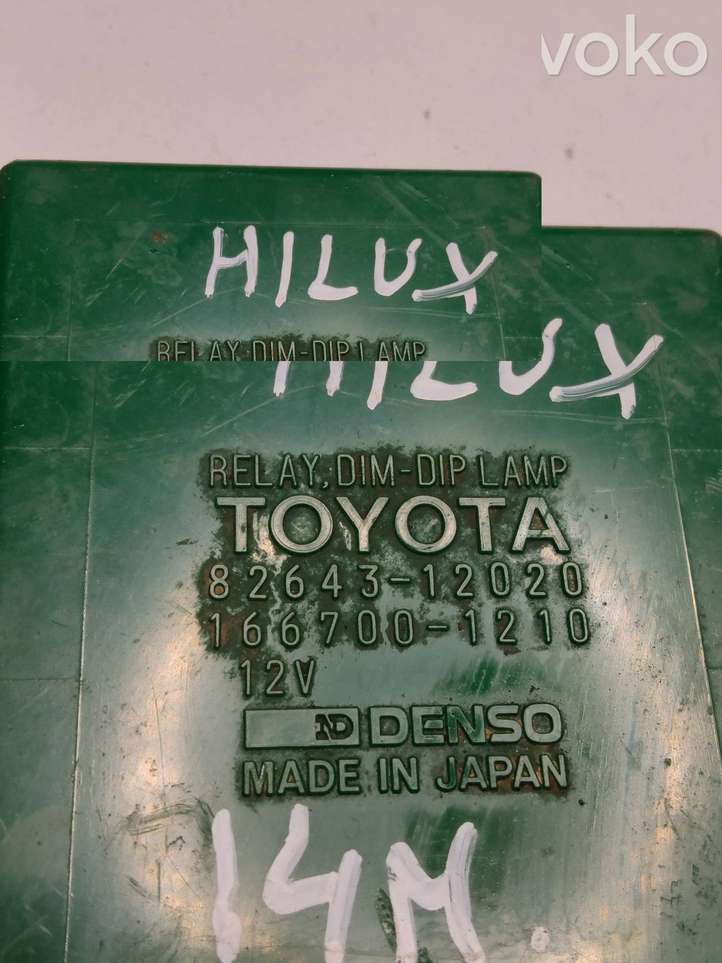 voko
HILUX
RELAY, DIM-DIP LAMP
HILUX
RELAY, DIM-DIP LAMP
TOYOTA
82643-12020
166700-1210
12V
ND DENSO
MADE IN JAPAN
14M